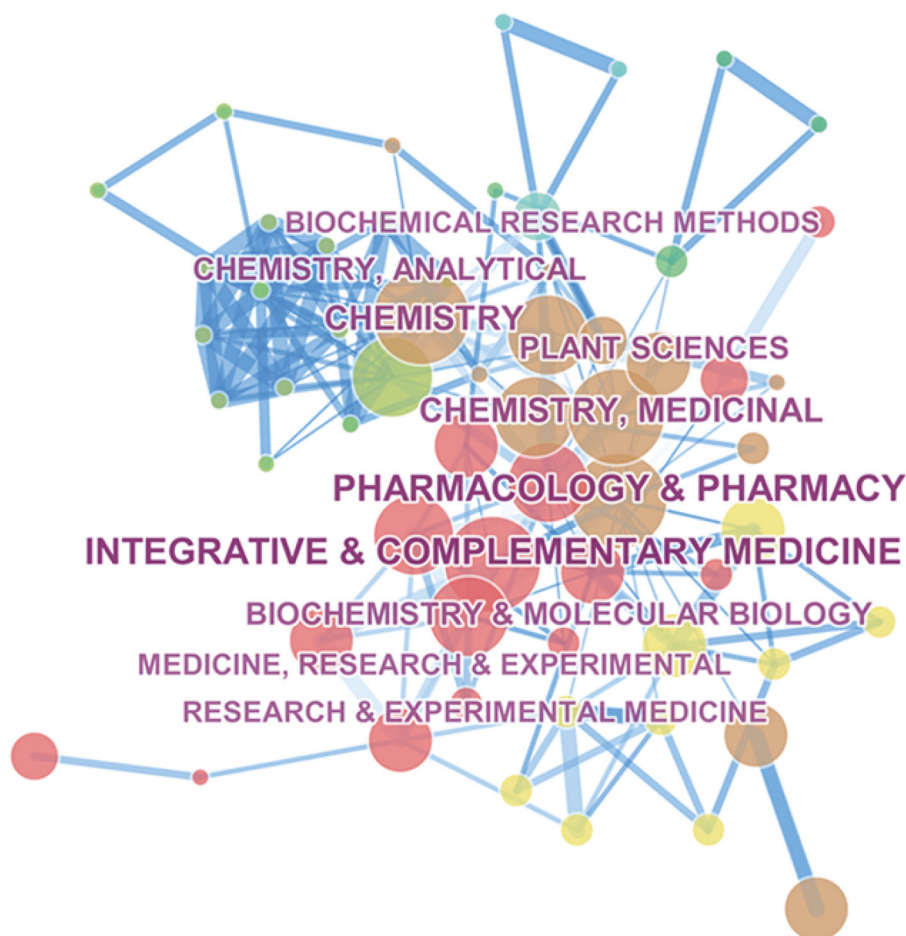 BIOCHEMICAL RESEARCH METHODS
CHEMISTRY, ANALYTICAL
CHEMISTRY
PLANT SCIENCES
CHEMISTRY, MEDICINAL
PHARMACOLOGY & PHARMACY
INTEGRATIVE & COMPLEMENTARY MEDICINE
BIOCHEMISTRY & MOLECULAR BIOLOGY
MEDICINE, RESEARCH & EXPERIMENTAL
RESEARCH & EXPERIMENTAL MEDICINE